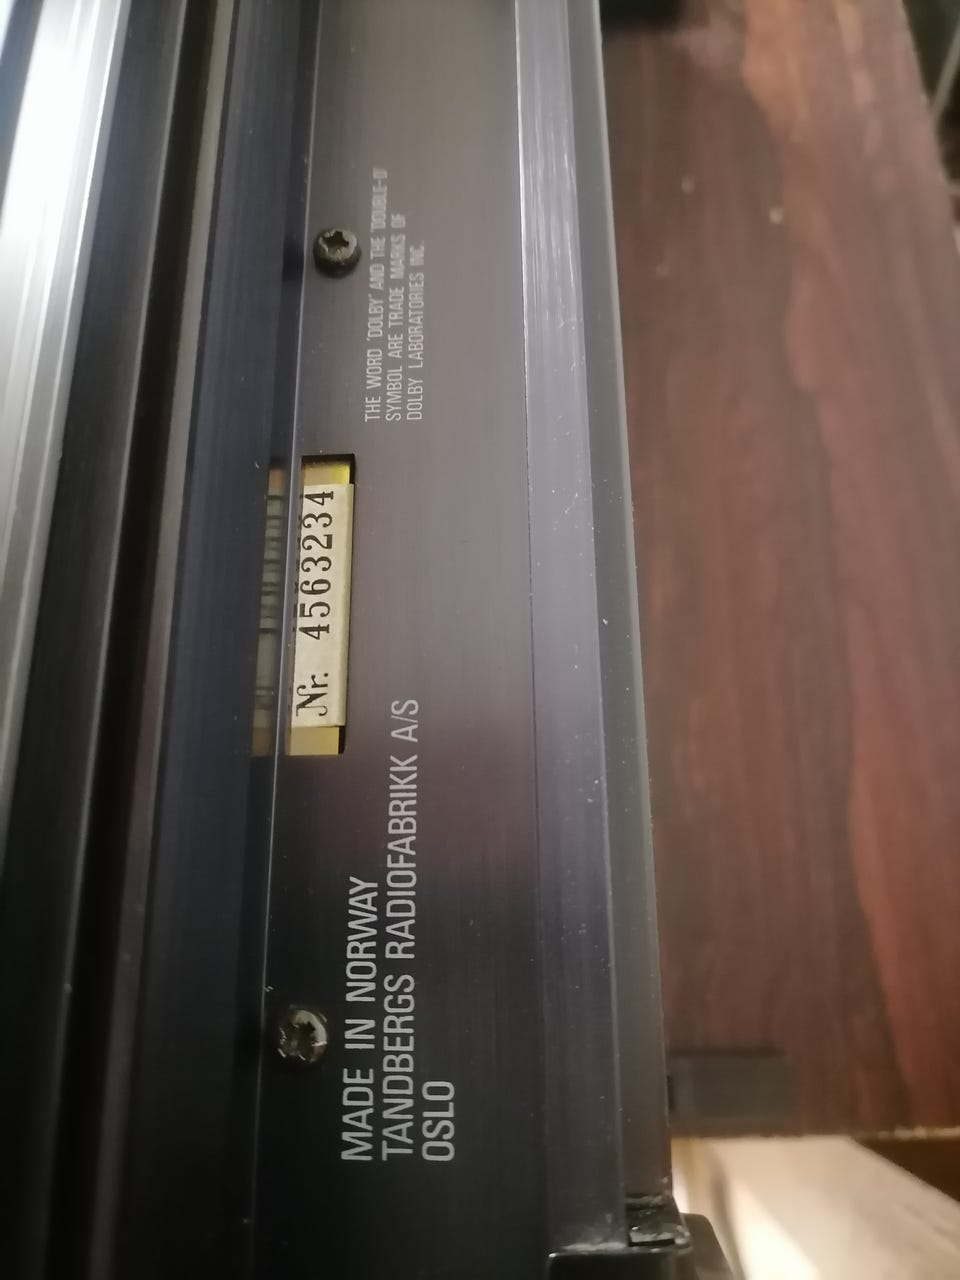 MADE IN NORWAY
TANDBERGS RADIOFABRIKK A/S
OSLO
Nr. 4563234
THE WORD 'DOLBY' AND THE 'DOUBLE-D'
SYMBOL ARE TRADE MARKS OF
DOLBY LABORATORIES INC.